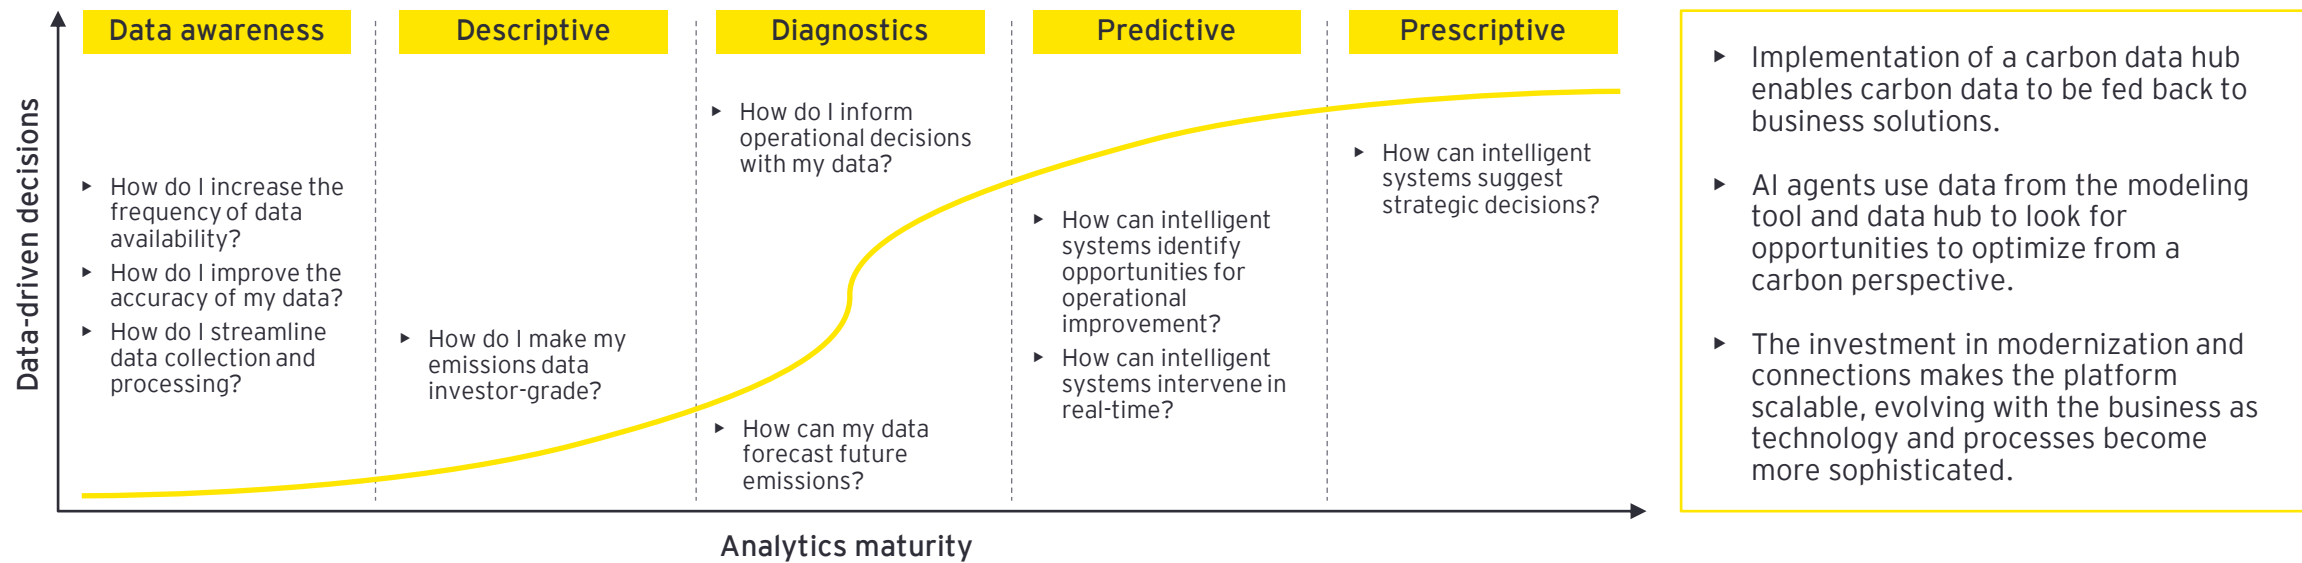 Data awareness
Descriptive
Diagnostics
Predictive
Prescriptive
Data-driven decisions
▸ How do I increase the
frequency of data
availability?
▸ How do I improve the
accuracy of my data?
▸ How do I streamline
data collection and
processing?
▸ How do I make my
emissions data
investor-grade?
▸ How do I inform
operational decisions
with my data?
▸ How can my data
forecast future
emissions?
▸ How can intelligent
systems identify
opportunities for
operational
improvement?
▸ How can intelligent
systems intervene in
real-time?
▸ How can intelligent
systems suggest
strategic decisions?
Analytics maturity
▸ Implementation of a carbon data hub
enables carbon data to be fed back to
business solutions.
▸ AI agents use data from the modeling
tool and data hub to look for
opportunities to optimize from a
carbon perspective.
▸ The investment in modernization and
connections makes the platform
scalable, evolving with the business as
technology and processes become
more sophisticated.